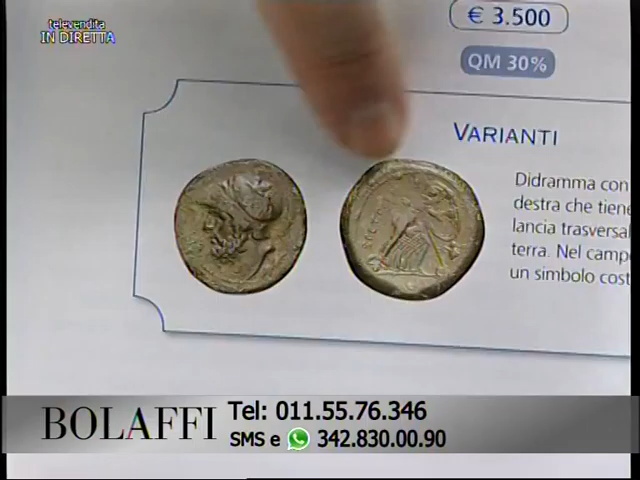 televendita
IN DIRETTA
€ 3.500
QM 30%
VARIANTI
Didramma con
destra che tiene
lancia trasversal
terra. Nel camp
un simbolo cost
BOLAFFI
Tel: 011.55.76.346
SMS e 342.830.00.90